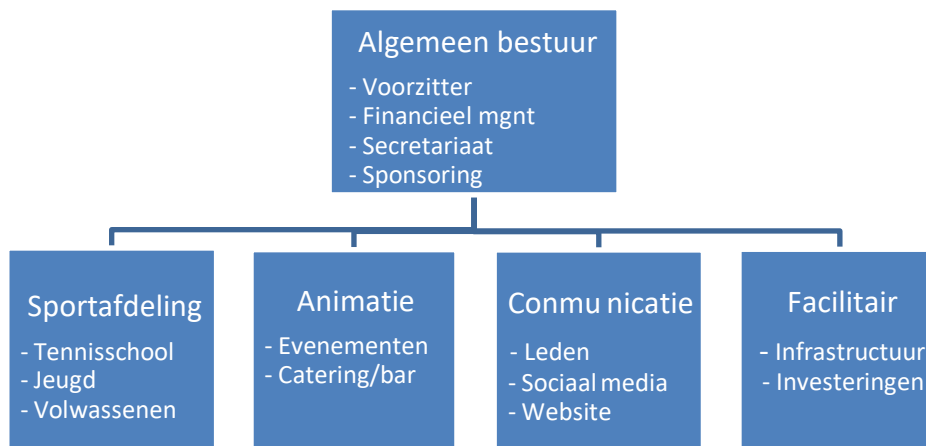 Algemeen bestuur
- Voorzitter
- Financieel mgnt
- Secretariaat
- Sponsoring
Sportafdeling
- Tennisschool
- Jeugd
- Volwassenen
Animatie
- Evenementen
- Catering/bar
Conmu nicatie
- Leden
- Sociaal media
- Website
Facilitair
- Infrastructuur
- Investeringen